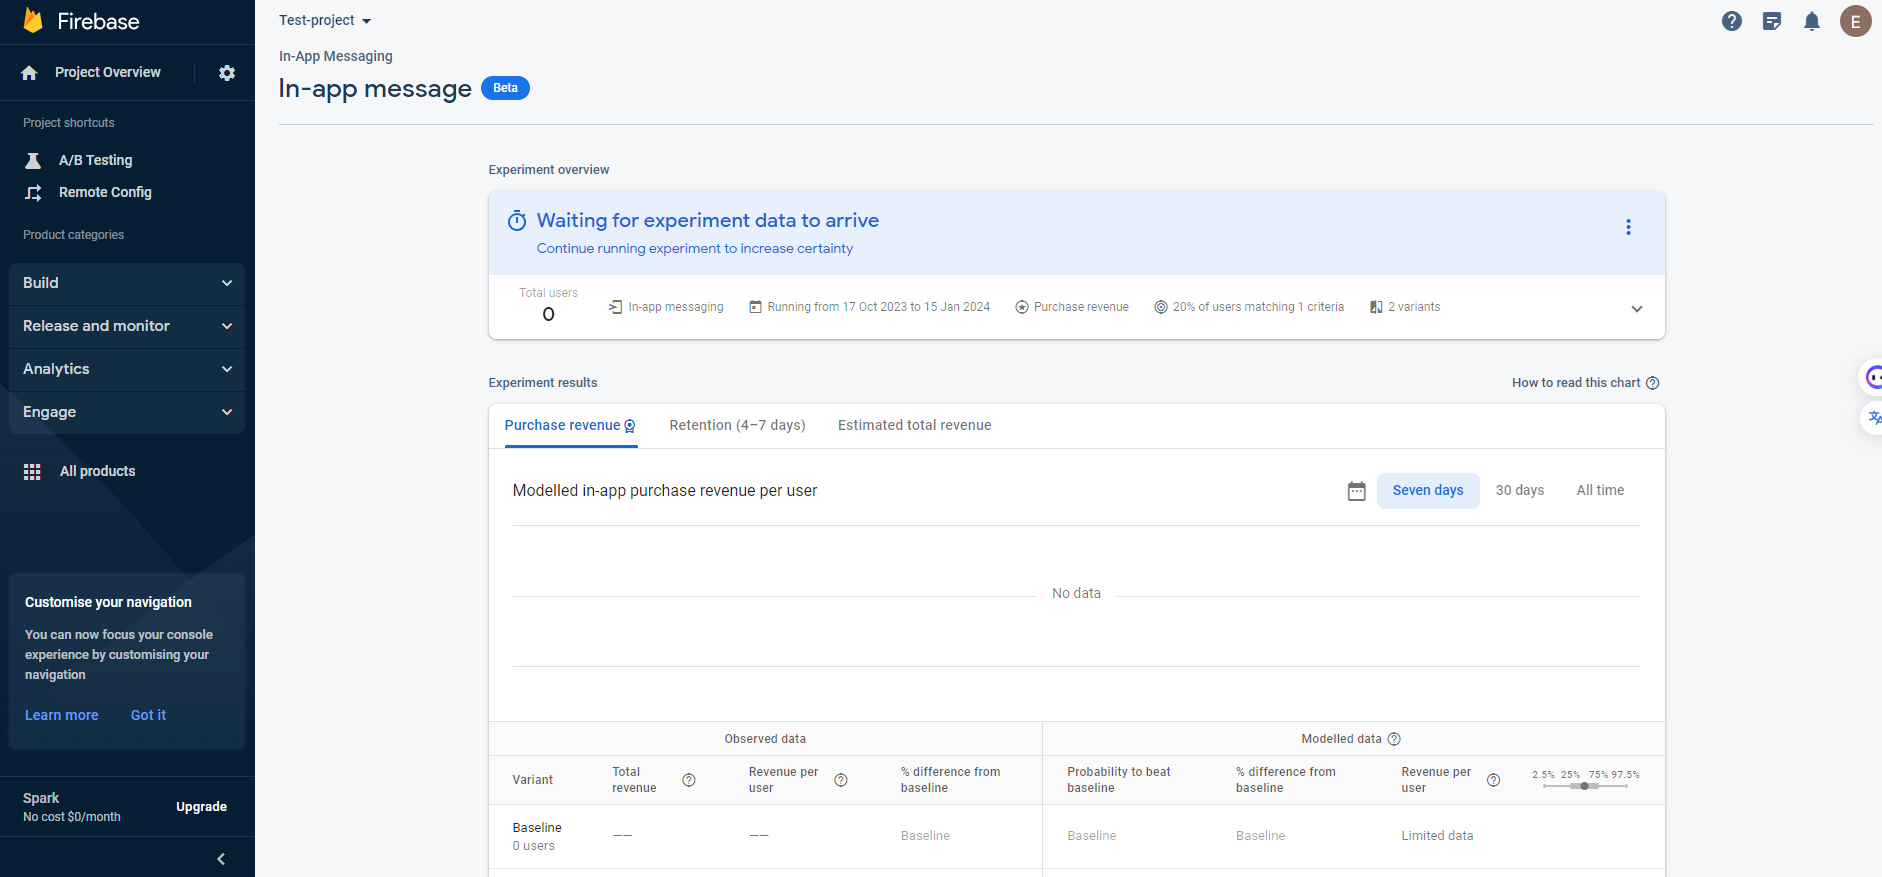 Firebase
Project Overview
Project shortcuts
A/B Testing
Remote Config
Product categories
Build
Release and monitor
Analytics
Engage
All products
Customise your navigation
You can now focus your console
experience by customising your
navigation
Learn more Got it
Spark
No cost $0/month
Upgrade
Test-project
E
In-App Messaging
In-app message Beta
Experiment overview
Waiting for experiment data to arrive
Continue running experiment to increase certainty
Total users
0
In-app messaging
Running from 17 Oct 2023 to 15 Jan 2024
Purchase revenue
20% of users matching 1 criteria
2 variants
Experiment results
How to read this chart
Purchase revenue Retention (4–7 days) Estimated total revenue
Modelled in-app purchase revenue per user
Seven days 30 days All time
No data
Observed data Modelled data
Variant
Total
revenue
Revenue per
user
% difference from
baseline
Probability to beat
baseline
% difference from
baseline
Revenue per
user
2.5% 25% 75% 97.5%
Baseline
0 users
—— —— Baseline Baseline Baseline Limited data